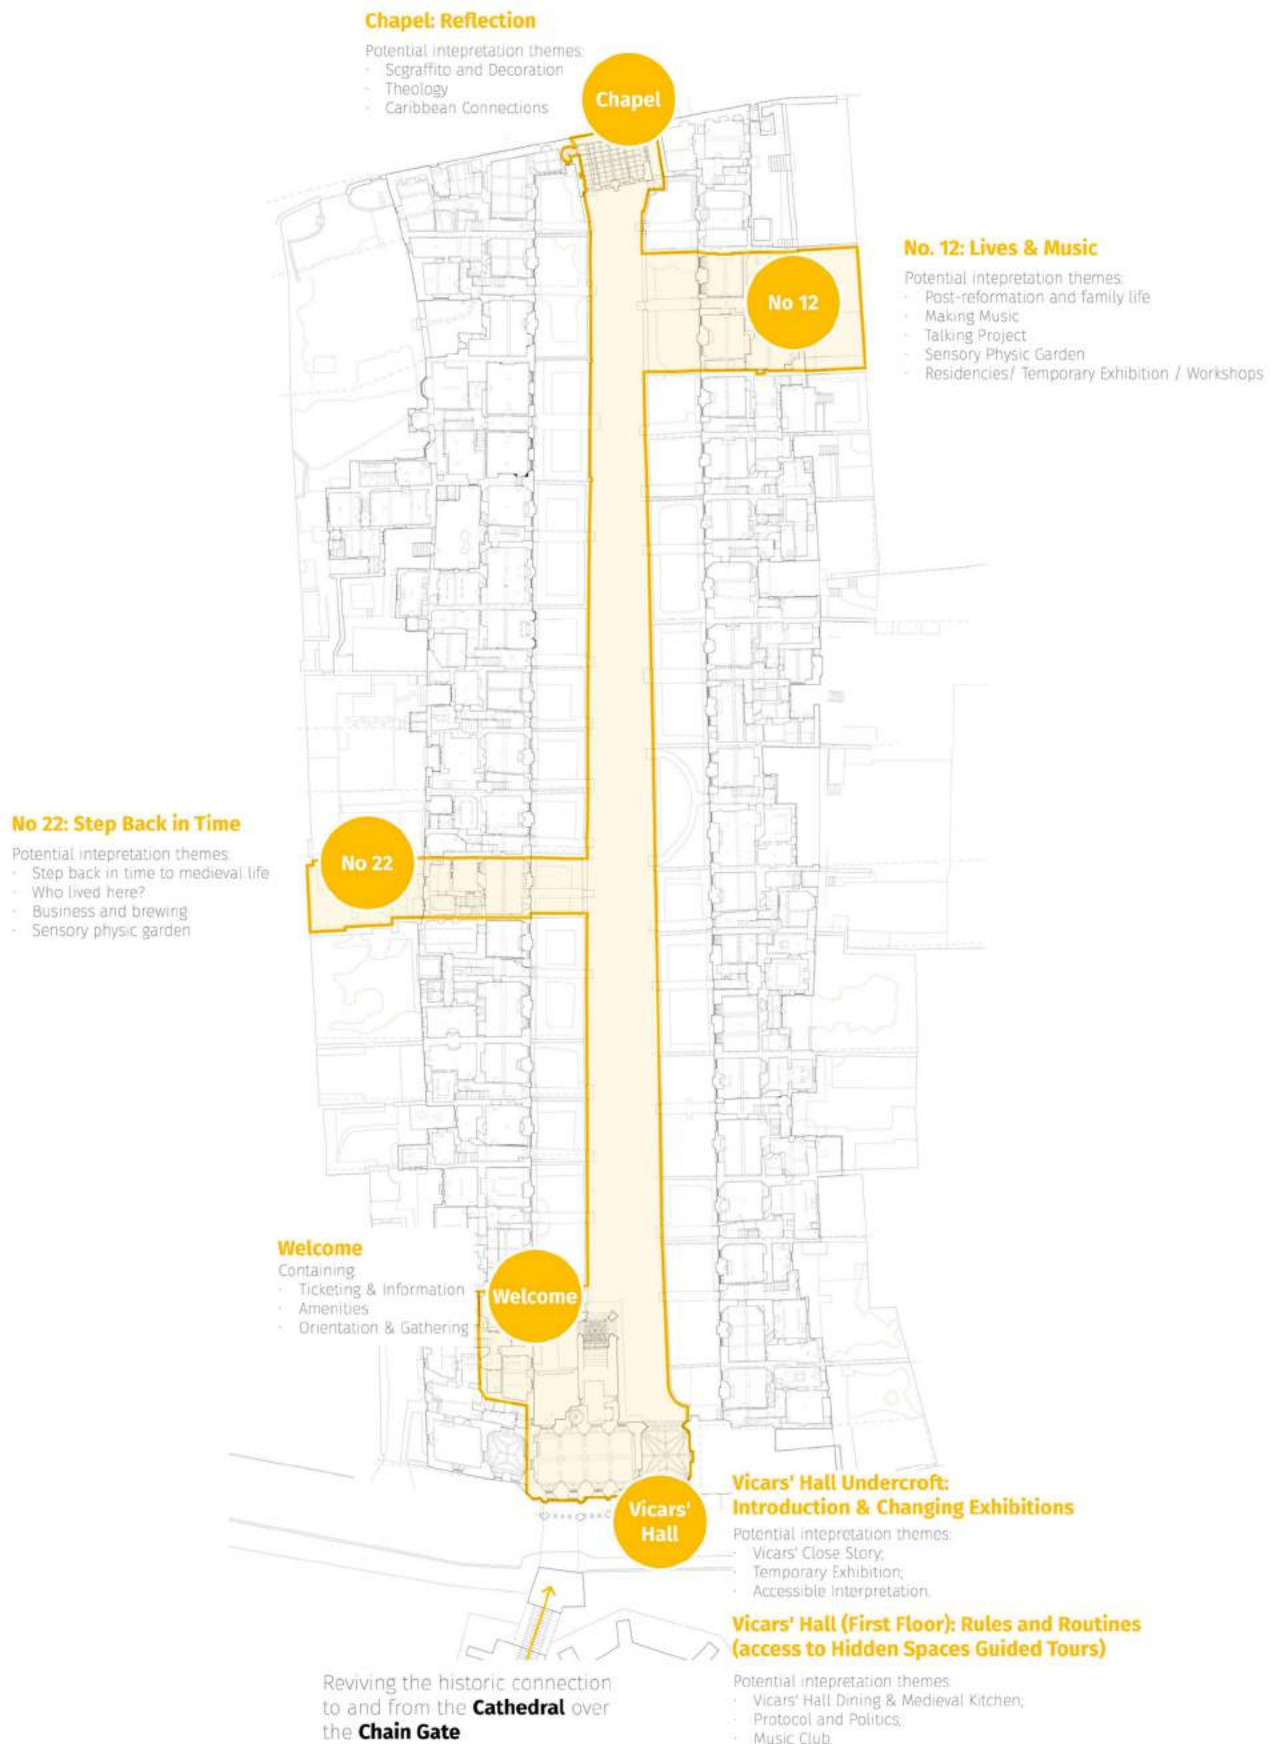 Chapel: Reflection
Potential intepretation themes:
· Scgraffito and Decoration
· Theology
· Caribbean Connections
Chapel
No. 12: Lives & Music
Potential intepretation themes:
· Post-reformation and family life
· Making Music
· Talking Project
· Sensory Physic Garden
· Residencies/ Temporary Exhibition / Workshops
No 12
No 22: Step Back in Time
Potential intepretation themes:
· Step back in time to medieval life
· Who lived here?
· Business and brewing
· Sensory physic garden
No 22
Welcome
Containing:
· Ticketing & Information
· Amenities
· Orientation & Gathering
Welcome
Vicars'
Hall
Vicars' Hall Undercroft:
Introduction & Changing Exhibitions
Potential intepretation themes:
· Vicars' Close Story;
· Temporary Exhibition;
· Accessible Interpretation.
Vicars' Hall (First Floor): Rules and Routines
(access to Hidden Spaces Guided Tours)
Potential intepretation themes:
· Vicars' Hall Dining & Medieval Kitchen;
· Protocol and Politics;
· Music Club.
Reviving the historic connection
to and from the Cathedral over
the Chain Gate